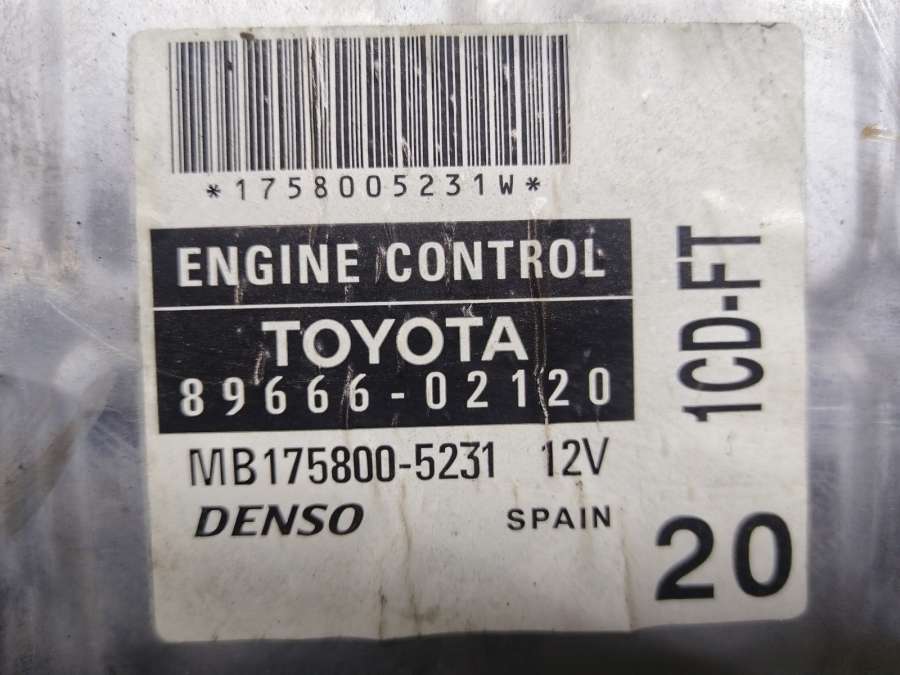 *1758005231W*
ENGINE CONTROL
TOYOTA
89666-02120
MB175800-5231 12V
DENSO SPAIN
1CD-FT
20